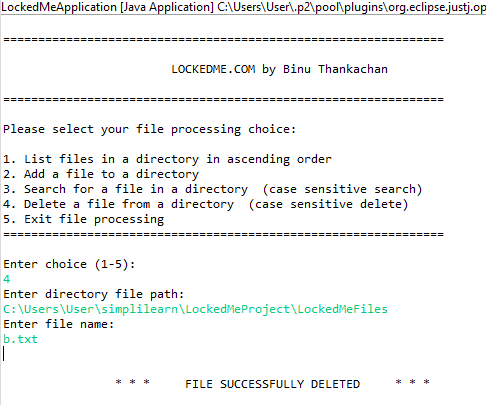 LockedMeApplication [Java Application] C:\Users\User\.p2\pool\plugins\org.eclipse.justj.op
================================================================
LOCKEDME.COM by Binu Thankachan
================================================================
Please select your file processing choice:
1. List files in a directory in ascending order
2. Add a file to a directory
3. Search for a file in a directory  (case sensitive search)
4. Delete a file from a directory  (case sensitive delete)
5. Exit file processing
================================================================
Enter choice (1-5):
4
Enter directory file path:
C:\Users\User\simplilearn\LockedMeProject\LockedMeFiles
Enter file name:
b.txt
* * *     FILE SUCCESSFULLY DELETED     * * *